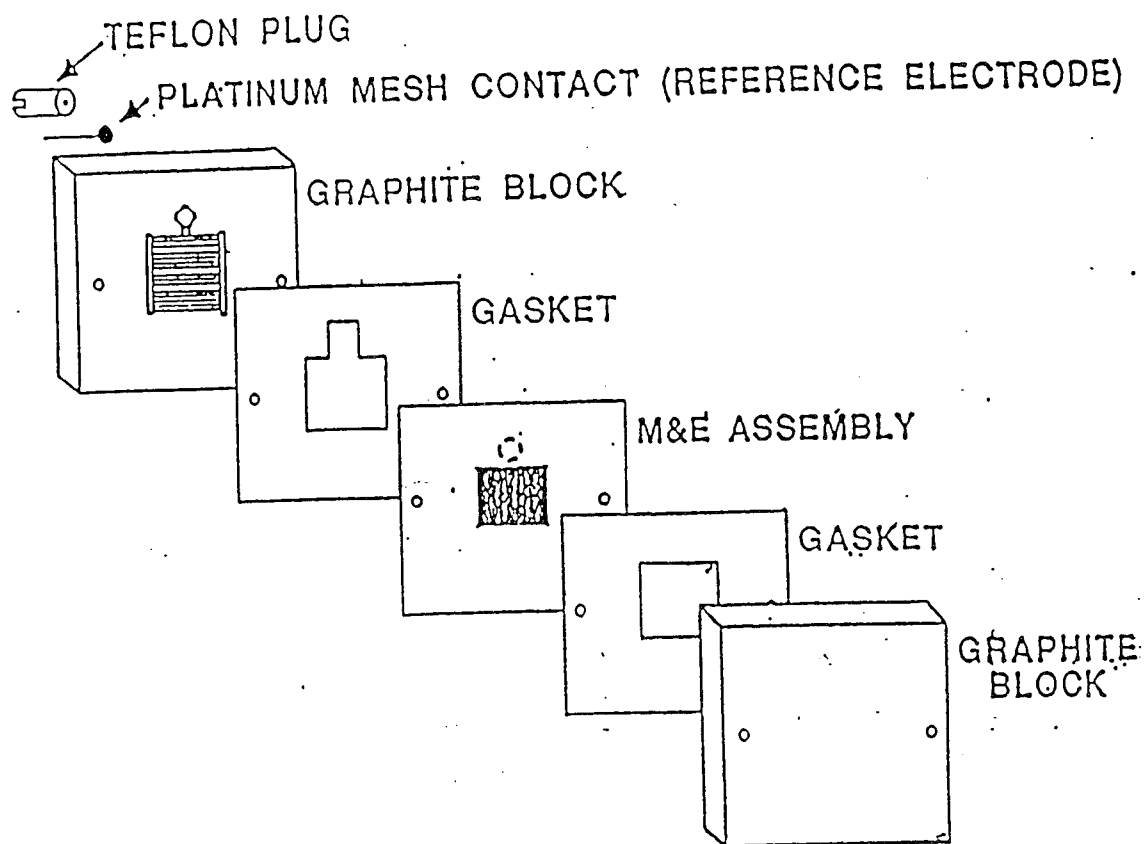 TEFLON PLUG
PLATINUM MESH CONTACT (REFERENCE ELECTRODE)
GRAPHITE BLOCK
GASKET
M&E ASSEMBLY
GASKET
GRAPHITE
BLOCK